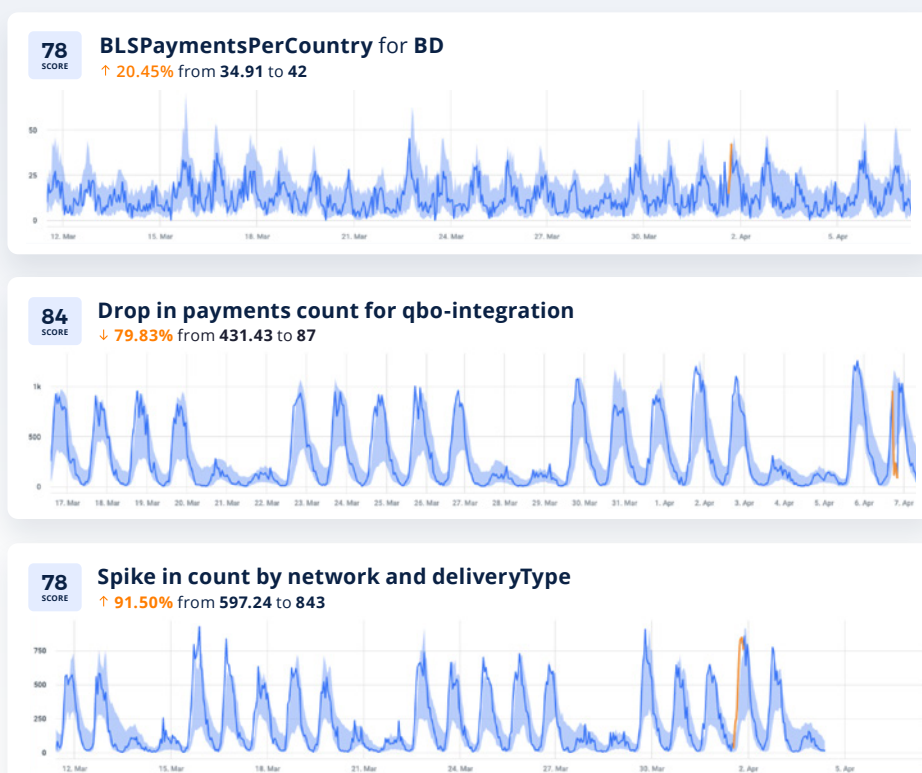 78
SCORE
BLSPaymentsPerCountry for BD
↑ 20.45% from 34.91 to 42
50
25
0
12. Mar 15. Mar 18. Mar 21. Mar 24. Mar 27. Mar 30. Mar 2. Apr 5. Apr
84
SCORE
Drop in payments count for qbo-integration
↓ 79.83% from 431.43 to 87
1k
500
0
17. Mar 18. Mar 19. Mar 20. Mar 21. Mar 22. Mar 23. Mar 24. Mar 25. Mar 26. Mar 27. Mar 28. Mar 29. Mar 30. Mar 31. Mar 1. Apr 2. Apr 3. Apr 4. Apr 5. Apr 6. Apr 7. Apr
78
SCORE
Spike in count by network and deliveryType
↑ 91.50% from 597.24 to 843
750
500
250
0
12. Mar 15. Mar 18. Mar 21. Mar 24. Mar 27. Mar 30. Mar 2. Apr 5. Apr